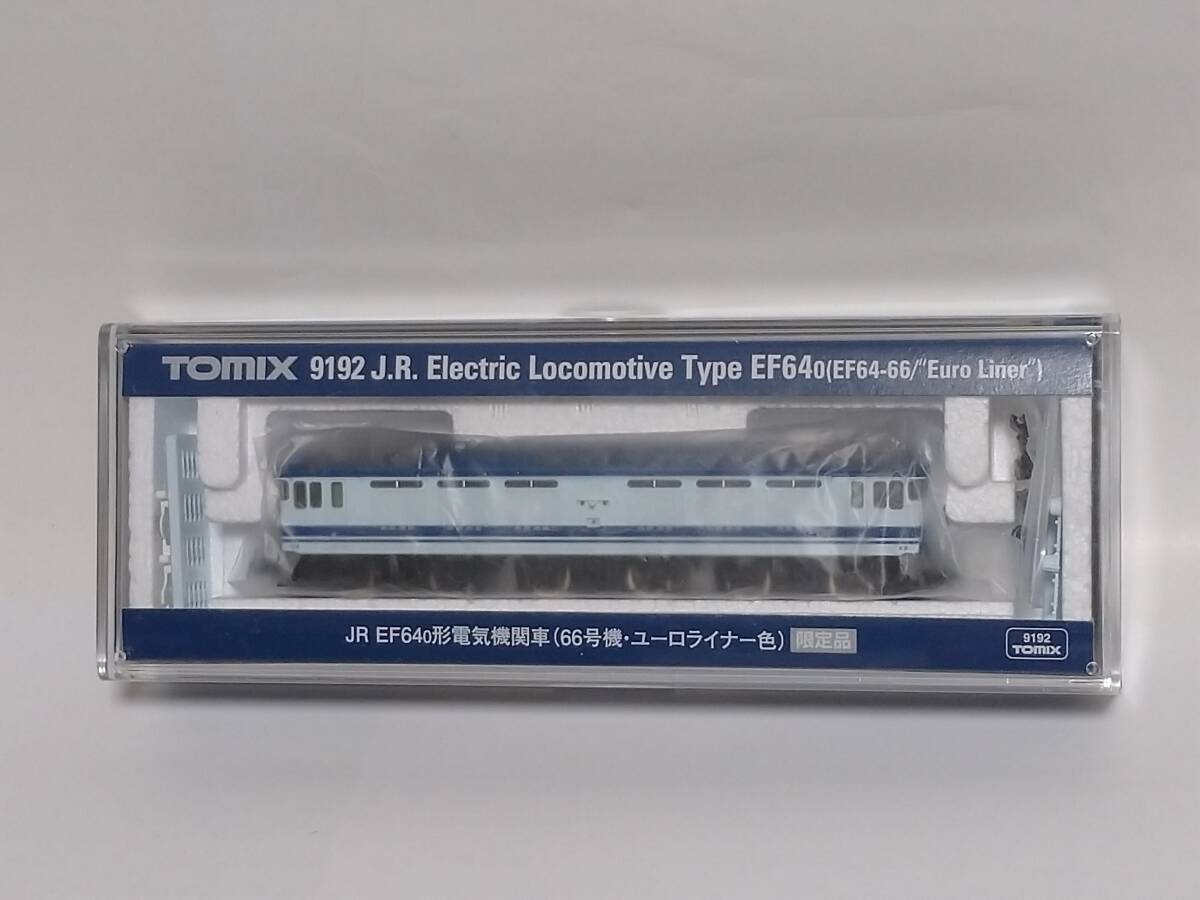 TOMIX 9192 J.R. Electric Locomotive Type EF640(EF64-66/"Euro Liner")
JR EF640形電気機関車(66号機・ユーロライナー色) 限定品
9192
TOMIX